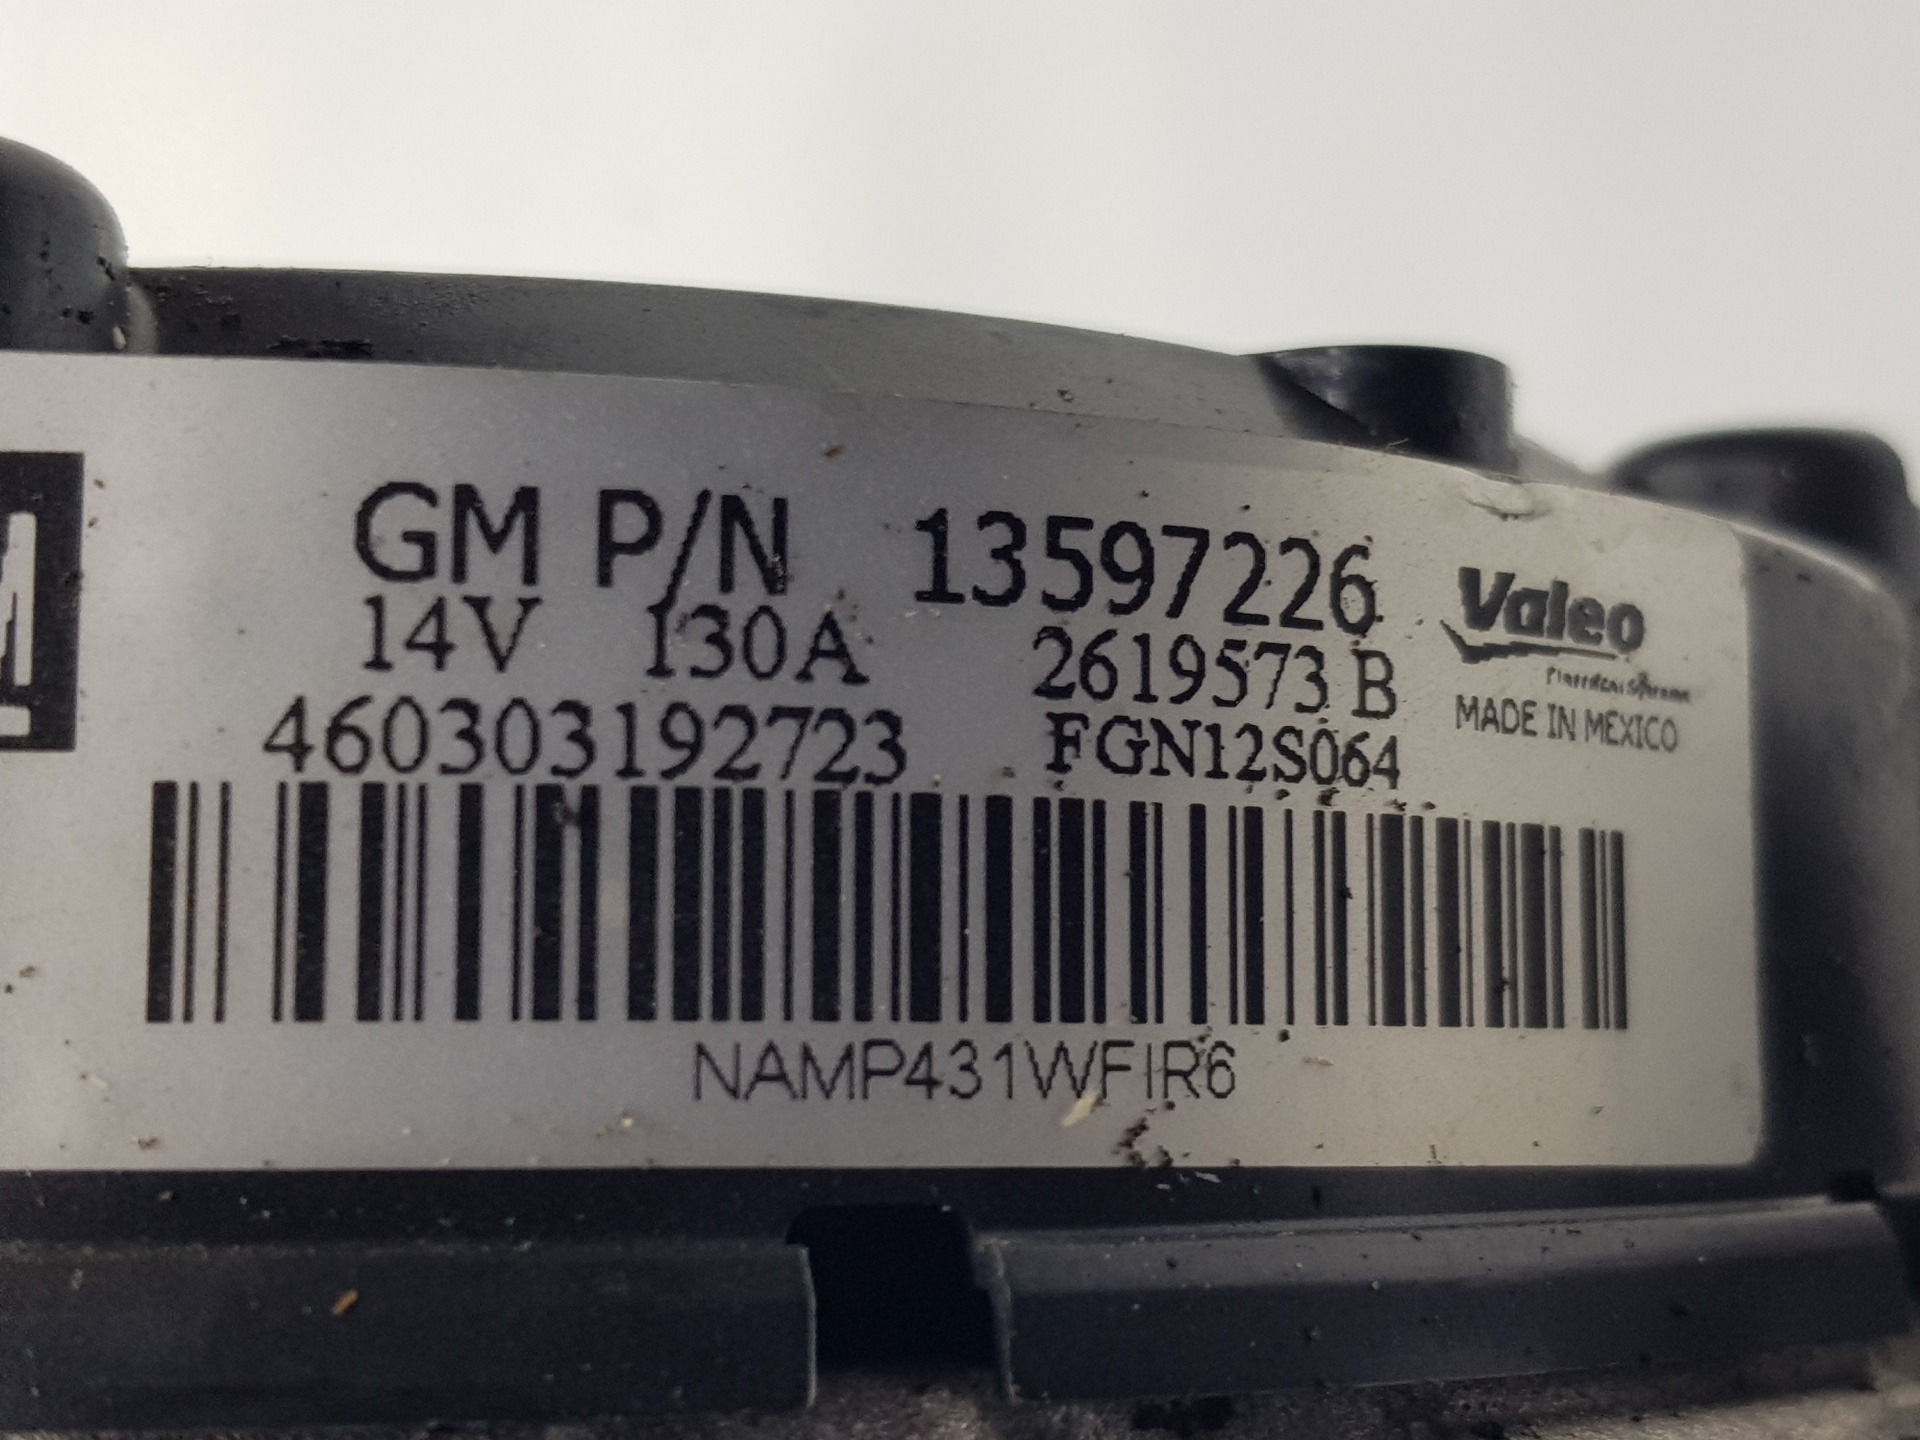 GM P/N 13597226
14V 130A 2619573 B
Valeo
460303192723 FGN12S064
MADE IN MEXICO
NAMP431WFIR6